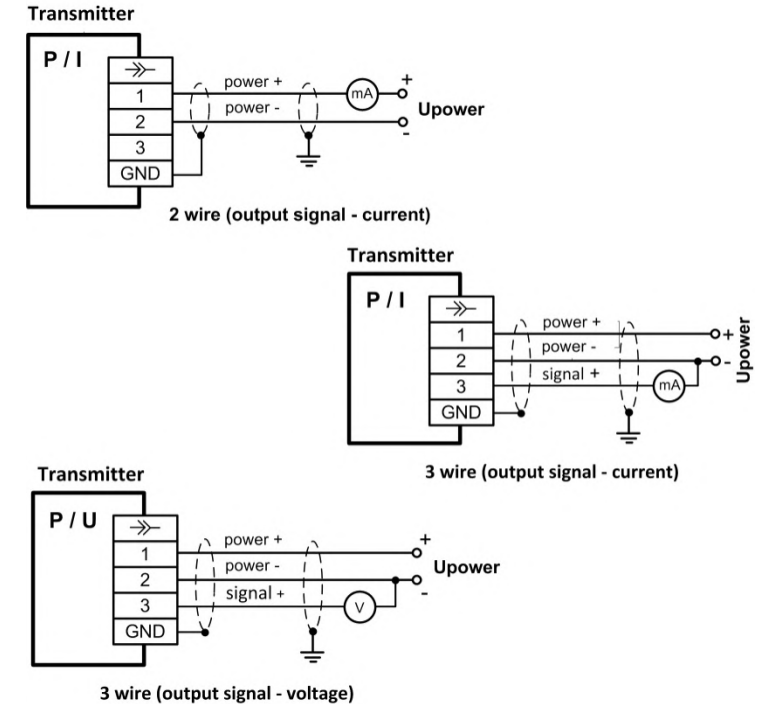 Transmitter
P / I
1
2
3
GND
power +
power -
mA
+
-
Upower
2 wire (output signal - current)
Transmitter
P / I
1
2
3
GND
power +
power -
signal +
mA
+
-
Upower
3 wire (output signal - current)
Transmitter
P / U
1
2
3
GND
power +
power -
signal +
V
+
-
Upower
3 wire (output signal - voltage)